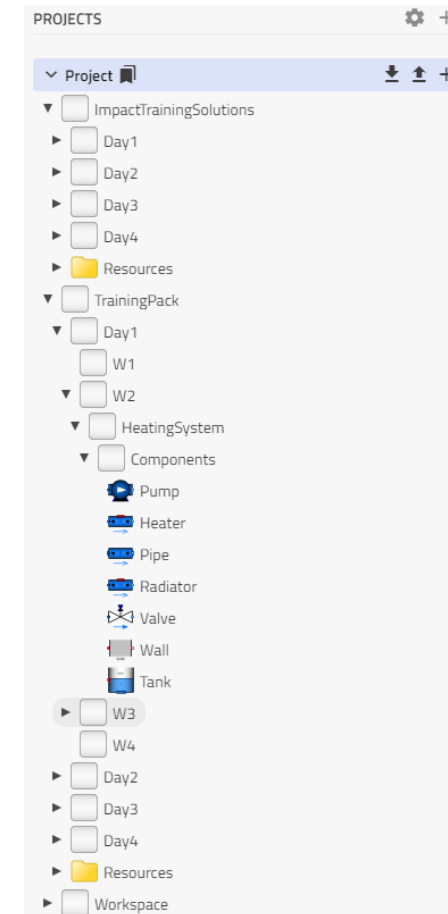 PROJECTS
Project
ImpactTrainingSolutions
Day1
Day2
Day3
Day4
Resources
TrainingPack
Day1
W1
W2
HeatingSystem
Components
Pump
Heater
Pipe
Radiator
Valve
Wall
Tank
W3
W4
Day2
Day3
Day4
Resources
Workspace